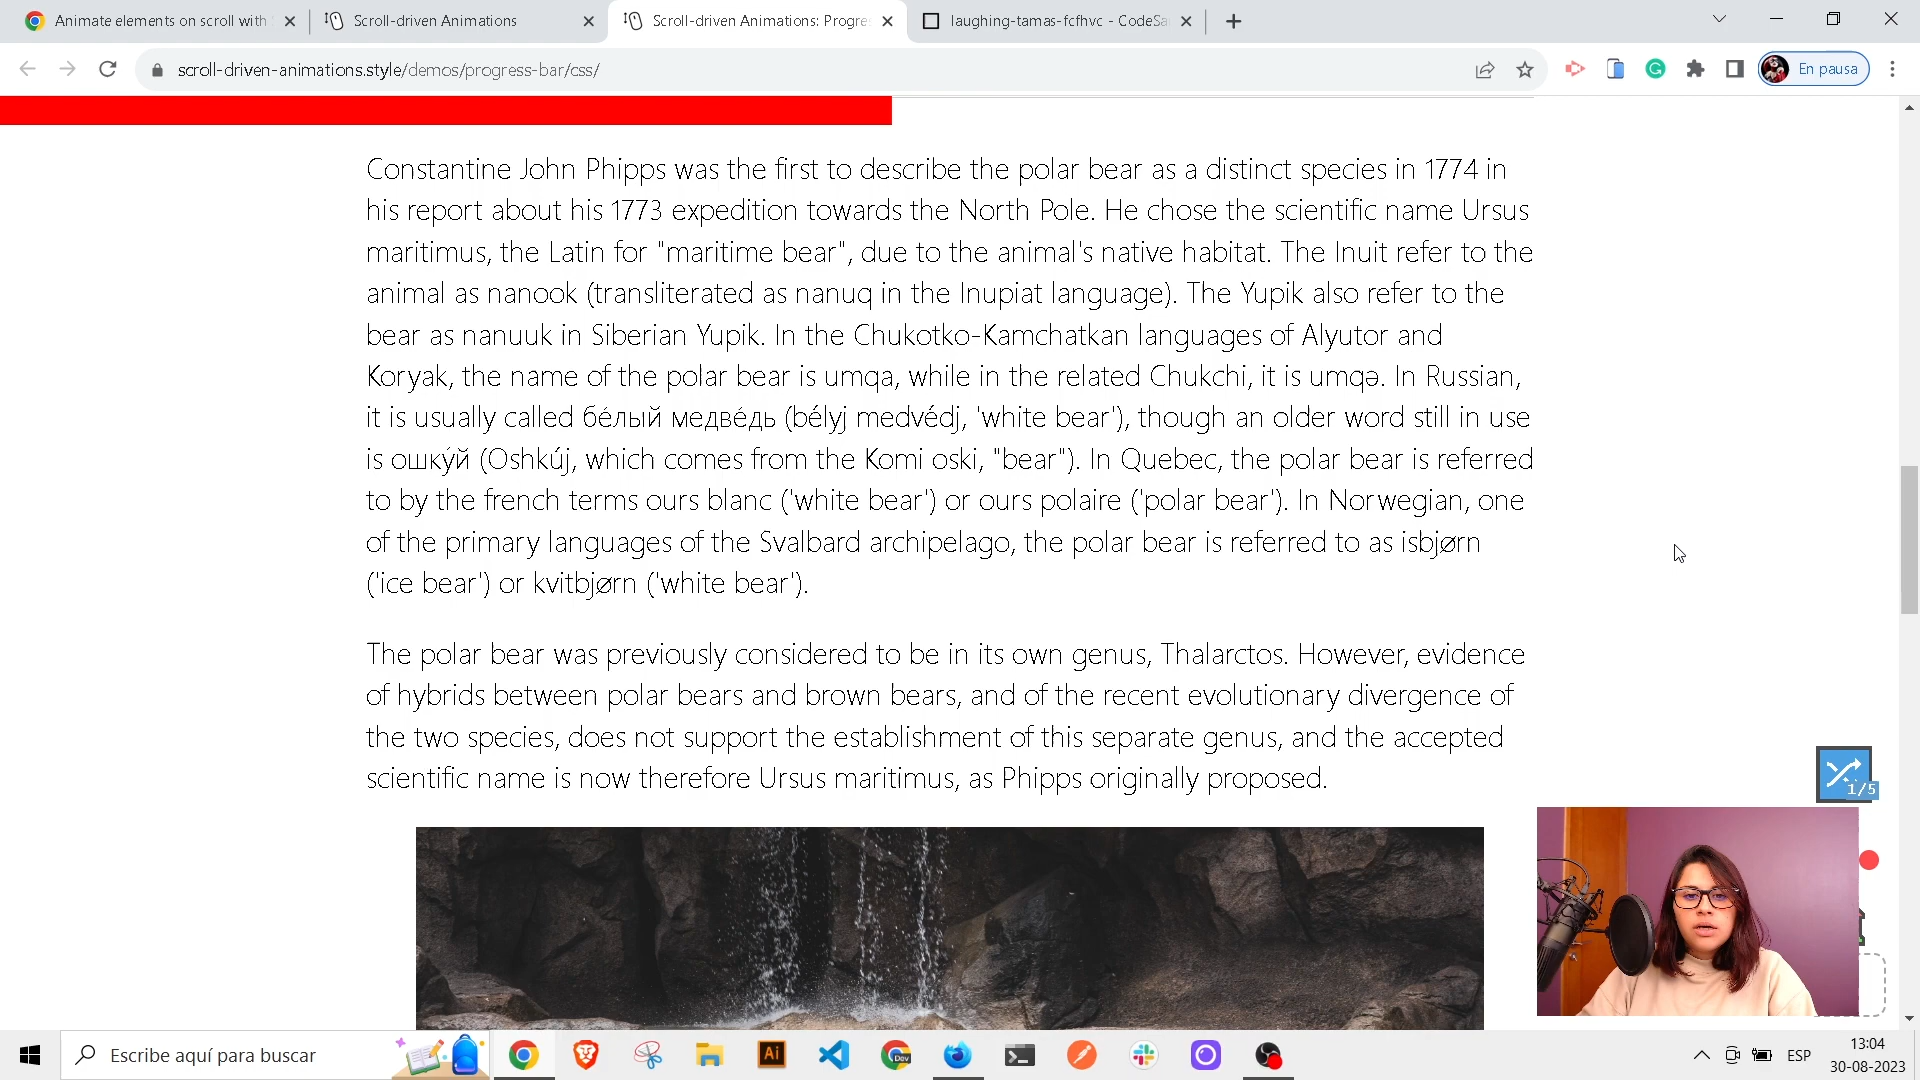 Animate elements on scroll with
Scroll-driven Animations
Scroll-driven Animations: Progre
laughing-tamas-fcfhvc - CodeSa
scroll-driven-animations.style/demos/progress-bar/css/
En pausa
Constantine John Phipps was the first to describe the polar bear as a distinct species in 1774 in
his report about his 1773 expedition towards the North Pole. He chose the scientific name Ursus
maritimus, the Latin for "maritime bear", due to the animal's native habitat. The Inuit refer to the
animal as nanook (transliterated as nanuq in the Inupiat language). The Yupik also refer to the
bear as nanuuk in Siberian Yupik. In the Chukotko-Kamchatkan languages of Alyutor and
Koryak, the name of the polar bear is umqa, while in the related Chukchi, it is umqə. In Russian,
it is usually called бе́лый медве́дь (bélyj medvédj, 'white bear'), though an older word still in use
is ошку́й (Oshkúj, which comes from the Komi oski, "bear"). In Quebec, the polar bear is referred
to by the french terms ours blanc ('white bear') or ours polaire ('polar bear'). In Norwegian, one
of the primary languages of the Svalbard archipelago, the polar bear is referred to as isbjørn
('ice bear') or kvitbjørn ('white bear').
The polar bear was previously considered to be in its own genus, Thalarctos. However, evidence
of hybrids between polar bears and brown bears, and of the recent evolutionary divergence of
the two species, does not support the establishment of this separate genus, and the accepted
scientific name is now therefore Ursus maritimus, as Phipps originally proposed.
1/5
Escribe aquí para buscar
Ai
Dev
ESP
13:04
30-08-2023